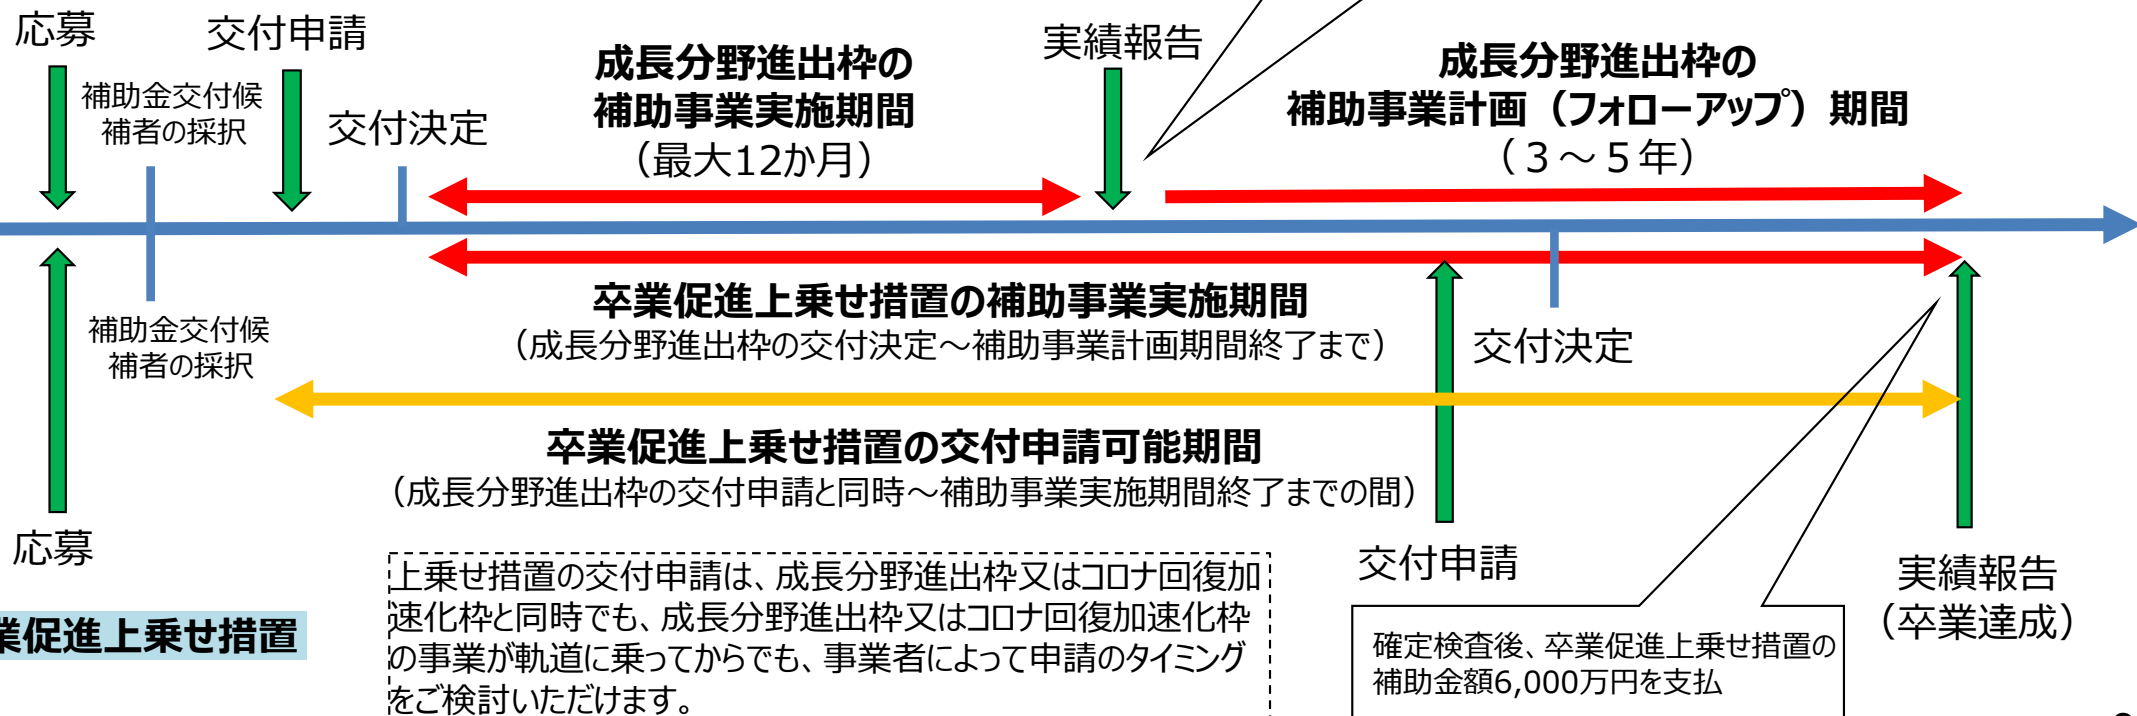 応募
交付申請
補助金交付候
補者の採択
交付決定
成長分野進出枠の
補助事業実施期間
（最大12か月）
実績報告
成長分野進出枠の
補助事業計画（フォローアップ）期間
（３～５年）
卒業促進上乗せ措置の補助事業実施期間
（成長分野進出枠の交付決定～補助事業計画期間終了まで）
補助金交付候
補者の採択
交付決定
卒業促進上乗せ措置の交付申請可能期間
（成長分野進出枠の交付申請と同時～補助事業実施期間終了までの間）
応募
交付申請
実績報告
（卒業達成）
業促進上乗せ措置
上乗せ措置の交付申請は、成長分野進出枠又はコロナ回復加
速化枠と同時でも、成長分野進出枠又はコロナ回復加速化枠
の事業が軌道に乗ってからでも、事業者によって申請のタイミング
をご検討いただけます。
確定検査後、卒業促進上乗せ措置の
補助金額6,000万円を支払